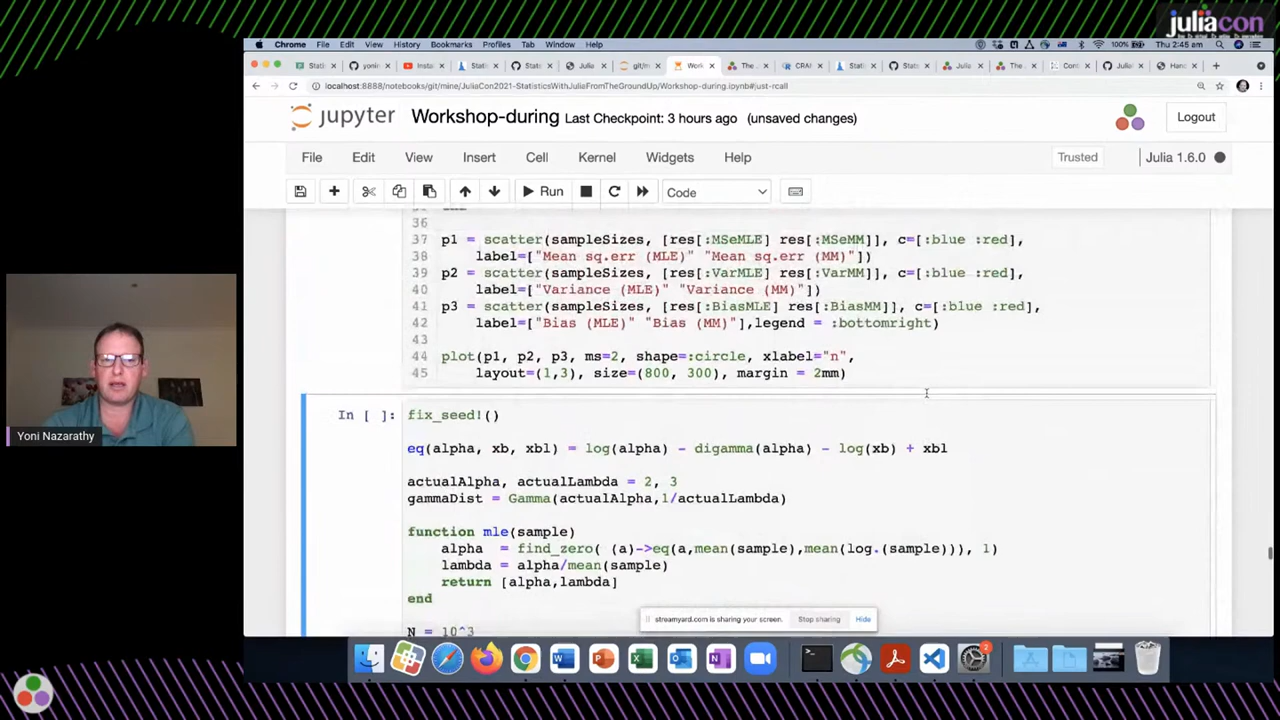 juliacon
Chrome File Edit View History Bookmarks Profiles Tab Window Help
100% Thu 2:45 am
localhost:8888/notebooks/git/mine/JuliaCon2021-StatisticsWithJuliaFromTheGroundUp/Workshop-during.ipynb#just-rcall
jupyter Workshop-during Last Checkpoint: 3 hours ago (unsaved changes) Logout
File Edit View Insert Cell Kernel Widgets Help Trusted Julia 1.6.0
Run Code
36
37 p1 = scatter(sampleSizes, [res[:MSeMLE] res[:MSeMM]], c=[:blue :red],
38 label=["Mean sq.err (MLE)" "Mean sq.err (MM)"])
39 p2 = scatter(sampleSizes, [res[:VarMLE] res[:VarMM]], c=[:blue :red],
40 label=["Variance (MLE)" "Variance (MM)"])
41 p3 = scatter(sampleSizes, [res[:BiasMLE] res[:BiasMM]], c=[:blue :red],
42 label=["Bias (MLE)" "Bias (MM)"],legend = :bottomright)
43
44 plot(p1, p2, p3, ms=2, shape=:circle, xlabel="n",
45 layout=(1,3), size=(800, 300), margin = 2mm)
In [ ]: fix_seed!()
eq(alpha, xb, xbl) = log(alpha) - digamma(alpha) - log(xb) + xbl
actualAlpha, actualLambda = 2, 3
gammaDist = Gamma(actualAlpha,1/actualLambda)
function mle(sample)
alpha = find_zero( (a)->eq(a,mean(sample),mean(log.(sample))), 1)
lambda = alpha/mean(sample)
return [alpha,lambda]
end
N = 10^3
streamyard.com is sharing your screen. Stop sharing Hide
Yoni Nazarathy